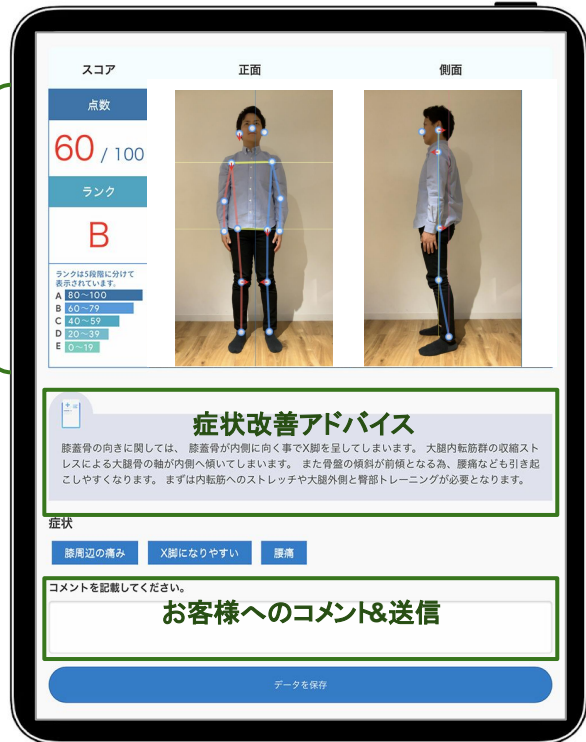 スコア
正面
側面
点数
60 / 100
ランク
B
ランクは5段階に分けて
表示されています。
A 80〜100
B 60〜79
C 40〜59
D 20〜39
E 0〜19
症状改善アドバイス
膝蓋骨の向きに関しては、 膝蓋骨が内側に向く事でX脚を呈してしまいます。 大腿内転筋群の収縮スト
レスによる大腿骨の軸が内側へ傾いてしまいます。 また骨盤の傾斜が前傾となる為、腰痛なども引き起
こしやすくなります。 まずは内転筋へのストレッチや大腿外側と臀部トレーニングが必要となります。
症状
膝周辺の痛み
X脚になりやすい
腰痛
コメントを記載してください。
お客様へのコメント&送信
データを保存